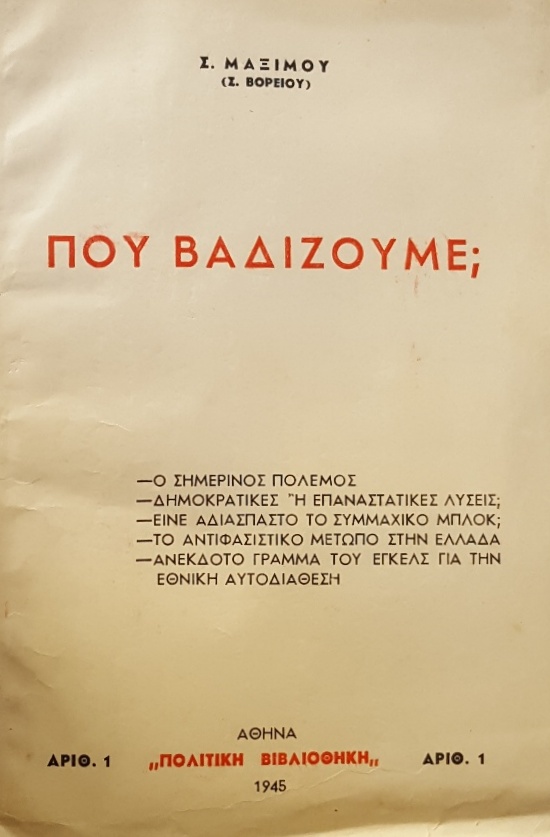 Σ. ΜΑΞΙΜΟΥ
(Σ. ΒΟΡΕΙΟΥ)
ΠΟΥ ΒΑΔΙΖΟΥΜΕ;
—Ο ΣΗΜΕΡΙΝΟΣ ΠΟΛΕΜΟΣ
—ΔΗΜΟΚΡΑΤΙΚΕΣ Ἢ ΕΠΑΝΑΣΤΑΤΙΚΕΣ ΛΥΣΕΙΣ;
—ΕΙΝΕ ΑΔΙΑΣΠΑΣΤΟ ΤΟ ΣΥΜΜΑΧΙΚΟ ΜΠΛΟΚ;
—ΤΟ ΑΝΤΙΦΑΣΙΣΤΙΚΟ ΜΕΤΩΠΟ ΣΤΗΝ ΕΛΛΑΔΑ
—ΑΝΕΚΔΟΤΟ ΓΡΑΜΜΑ ΤΟΥ ΕΓΚΕΛΣ ΓΙΑ ΤΗΝ
ΕΘΝΙΚΗ ΑΥΤΟΔΙΑΘΕΣΗ
ΑΘΗΝΑ
ΑΡΙΘ. 1 „ΠΟΛΙΤΙΚΗ ΒΙΒΛΙΟΘΗΚΗ„ ΑΡΙΘ. 1
1945